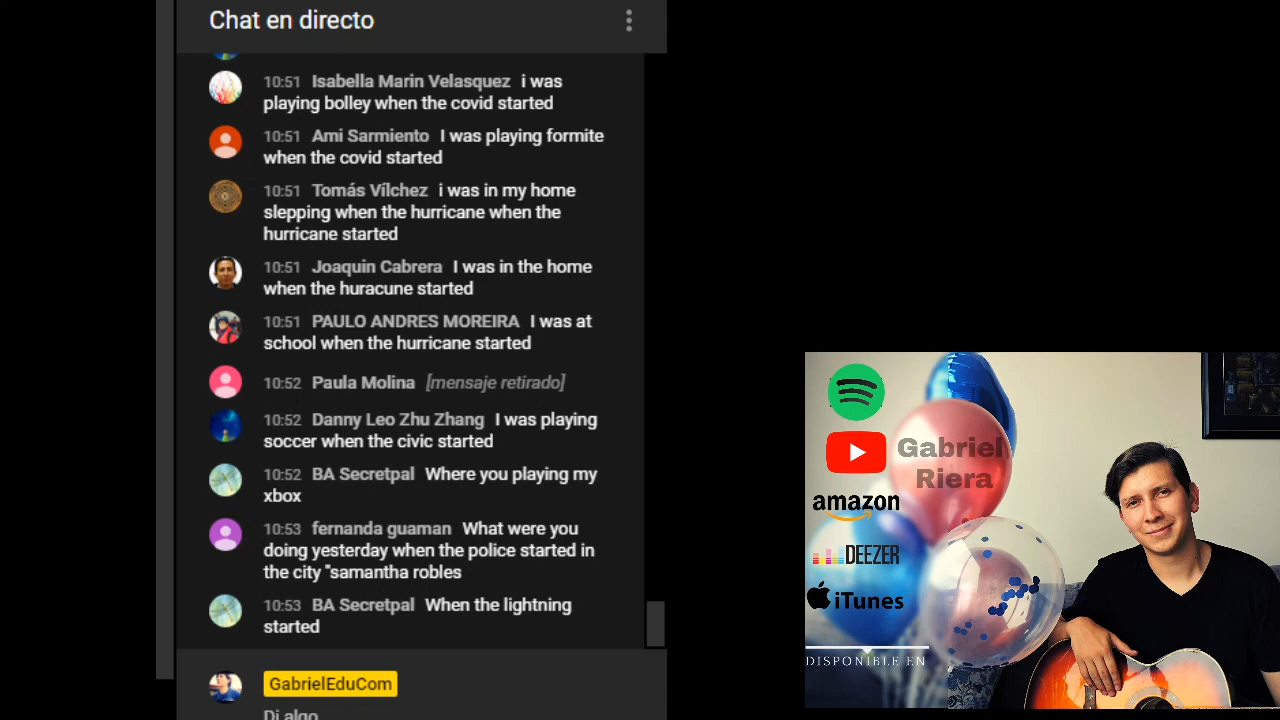 Chat en directo
10:51 Isabella Marin Velasquez i was
playing bolley when the covid started
10:51 Ami Sarmiento I was playing formite
when the covid started
10:51 Tomás Vílchez i was in my home
slepping when the hurricane when the
hurricane started
10:51 Joaquin Cabrera I was in the home
when the huracune started
10:51 PAULO ANDRES MOREIRA I was at
school when the hurricane started
10:52 Paula Molina [mensaje retirado]
10:52 Danny Leo Zhu Zhang I was playing
soccer when the civic started
10:52 BA Secretpal Where you playing my
xbox
10:53 fernanda guaman What were you
doing yesterday when the police started in
the city "samantha robles
10:53 BA Secretpal When the lightning
started
GabrielEduCom
Di algo
Gabriel
Riera
amazon
DEEZER
iTunes
DISPONIBLE EN